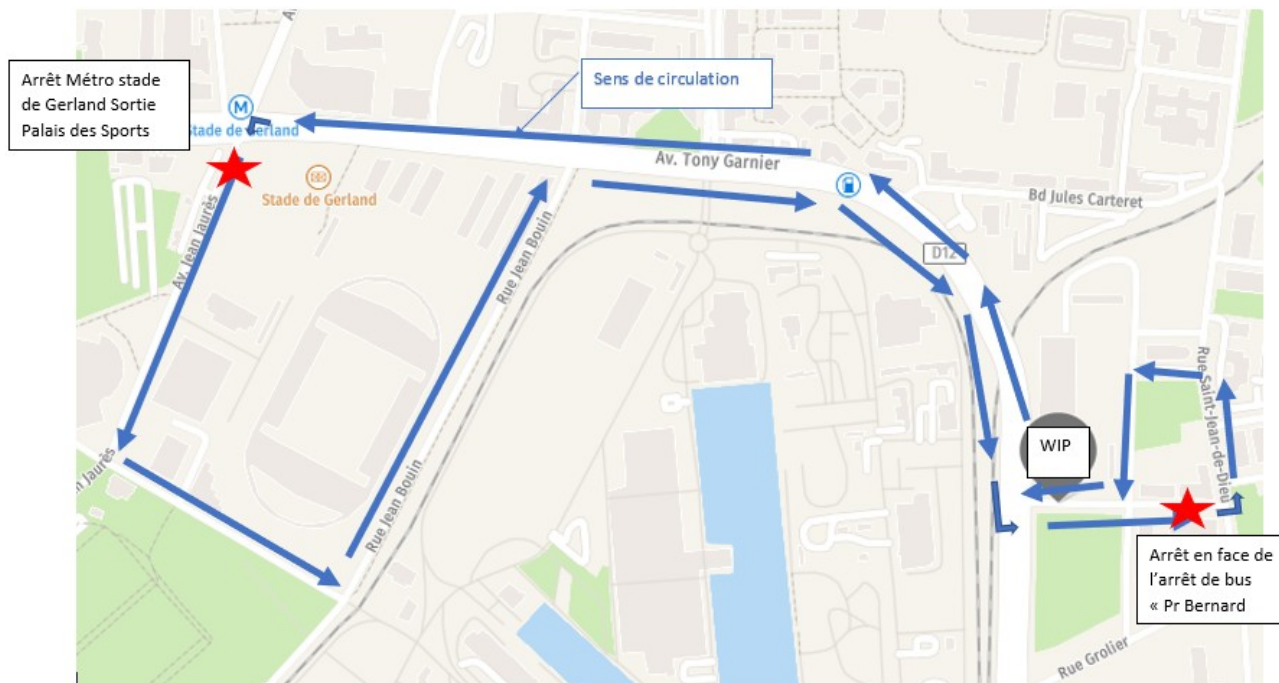 Arrêt Métro stade
de Gerland Sortie
Palais des Sports
Sens de circulation
M
Stade de Gerland
Stade de Gerland
Av. Tony Garnier
Bd Jules Carteret
D12
Av. Jean Jaurès
Rue Jean Bouin
Rue Jean Bouin
n Jaurès
WIP
Rue Saint-Jean-de-Dieu
Arrêt en face de
l’arrêt de bus
« Pr Bernard
Rue Grolier